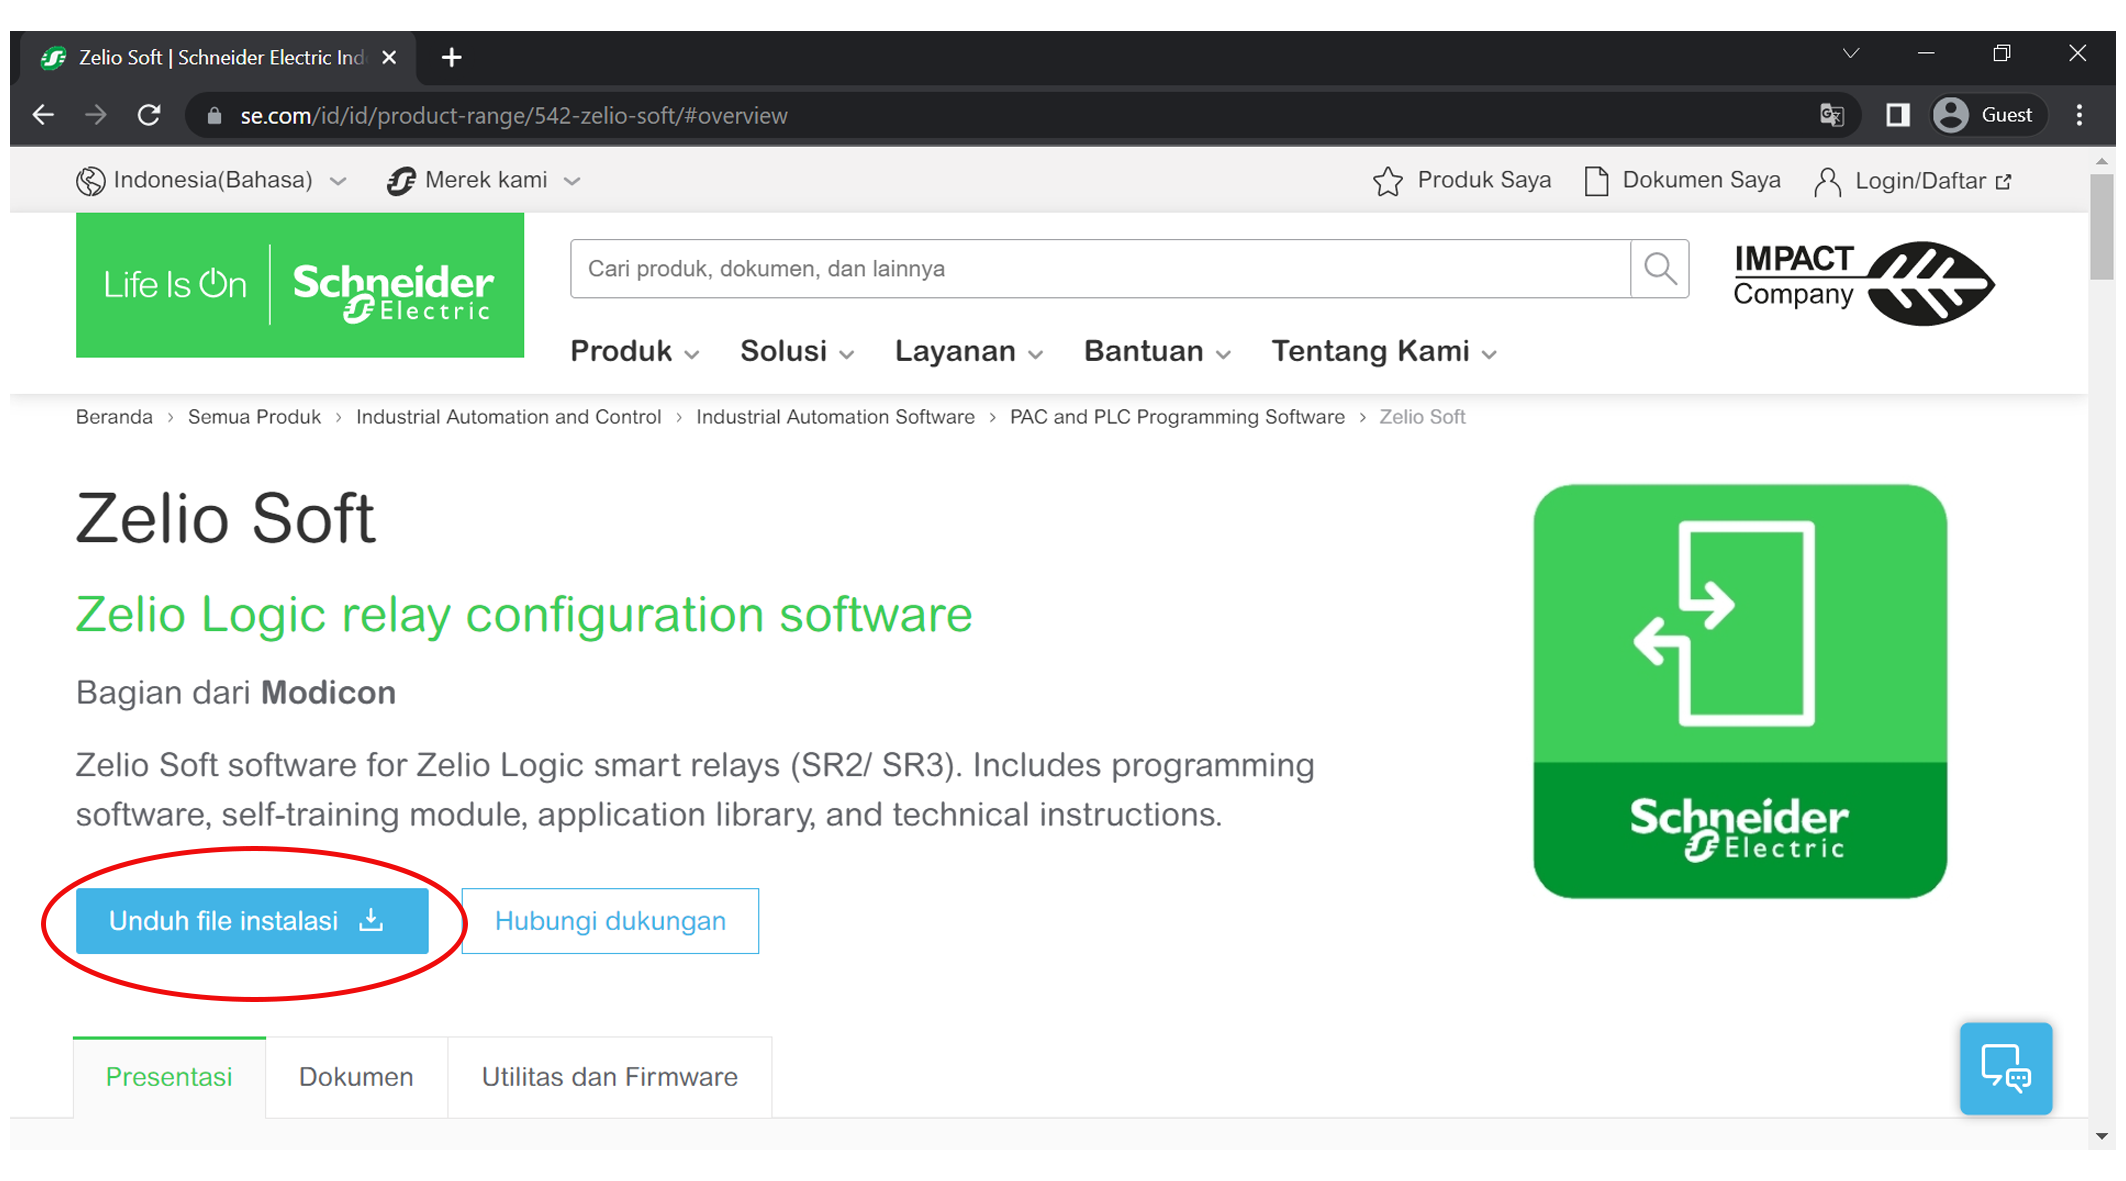 Zelio Soft | Schneider Electric Ind
se.com/id/id/product-range/542-zelio-soft/#overview
Guest
Indonesia(Bahasa)
Merek kami
Produk Saya
Dokumen Saya
Login/Daftar
Life Is On
Schneider
Electric
Cari produk, dokumen, dan lainnya
IMPACT
Company
Produk
Solusi
Layanan
Bantuan
Tentang Kami
Beranda › Semua Produk › Industrial Automation and Control › Industrial Automation Software › PAC and PLC Programming Software › Zelio Soft
Zelio Soft
Zelio Logic relay configuration software
Bagian dari Modicon
Zelio Soft software for Zelio Logic smart relays (SR2/ SR3). Includes programming
software, self-training module, application library, and technical instructions.
Schneider
Electric
Unduh file instalasi
Hubungi dukungan
Presentasi
Dokumen
Utilitas dan Firmware